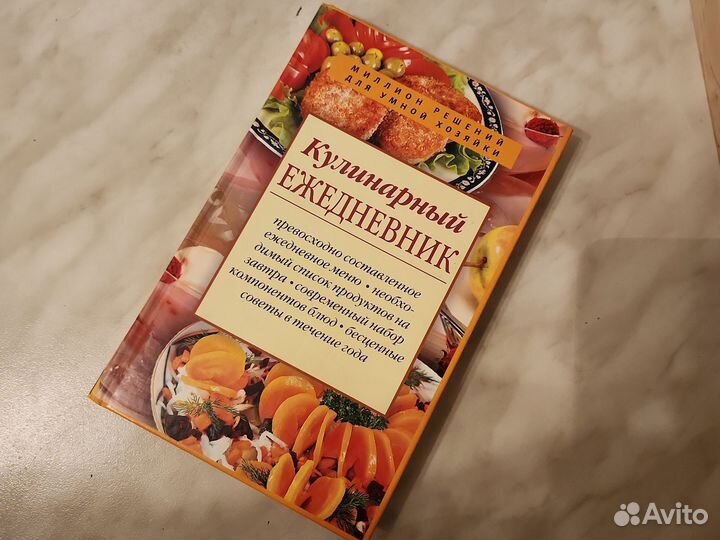 МИЛЛИОН РЕШЕНИЙ
ДЛЯ УМНОЙ ХОЗЯЙКИ
Кулинарный
ЕЖЕДНЕВНИК
превосходно составленное
ежедневное меню • необхо-
димый список продуктов на
завтра • современный набор
компонентов блюд • бесценные
советы в течение года
Avito